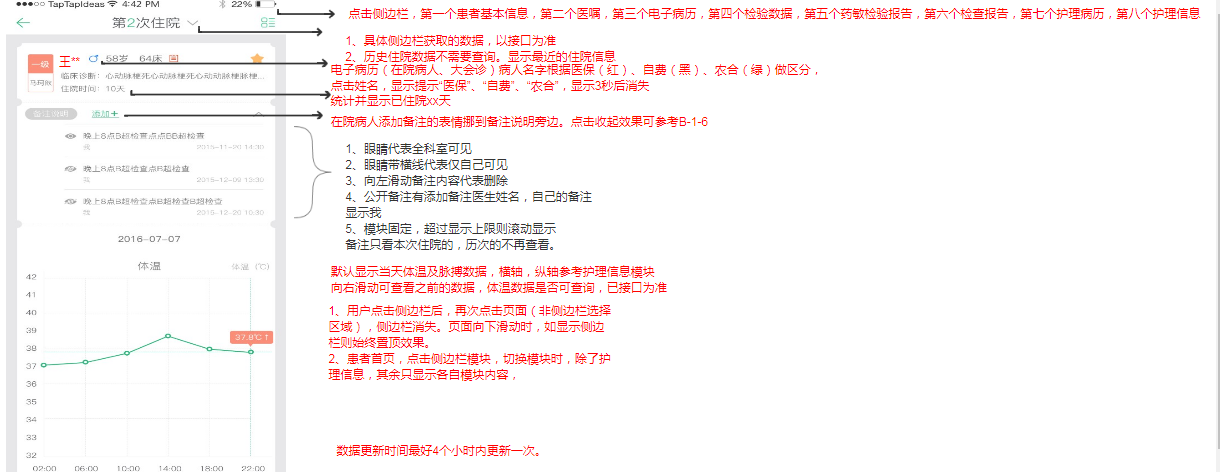 TapTapIdeas 4:42 PM 22%
点击侧边栏，第一个患者基本信息，第二个医嘱，第三个电子病历，第四个检验数据，第五个药敏检验报告，第六个检查报告，第七个护理病历，第八个护理信息
第2次住院
1、具体侧边栏获取的数据，以接口为准
2、历史住院数据不需要查询。显示最近的住院信息
一级
王** 58岁 64床
电子病历（在院病人、大会诊）病人名字根据医保（红）、自费（黑）、农合（绿）做区分，
临床诊断：心动脉梗死心动脉梗死心动动脉梗脉梗...
点击姓名，显示提示“医保”、“自费”、“农合”，显示3秒后消失
住院时间：10天
统计并显示已住院xx天
备注说明 添加+
在院病人添加备注的表情挪到备注说明旁边。点击收起效果可参考B-1-6
晚上8点B超检查点点BB超检查
我 2015-11-20 14:30
晚上8点B超检查点B超检查
我 2015-12-09 10:30
晚上8点B超检查点B超检查B超检查
我 2015-12-20 10:30
1、眼睛代表全科室可见
2、眼睛带横线代表仅自己可见
3、向左滑动备注内容代表删除
4、公开备注有添加备注医生姓名，自己的备注
显示我
5、模块固定，超过显示上限则滚动显示
备注只看本次住院的，历次的不再查看。
2016-07-07
体温 体温（℃）
默认显示当天体温及脉搏数据，横轴，纵轴参考护理信息模块
向右滑动可查看之前的数据，体温数据是否可查询，已接口为准
1、用户点击侧边栏后，再次点击页面（非侧边栏选择
区域），侧边栏消失。页面向下滑动时，如显示侧边
栏则始终置顶效果。
2、患者首页，点击侧边栏模块，切换模块时，除了护
理信息，其余只显示各自模块内容，
42
41
40
39
38
37
36
35
34
33
32
37.8℃↑
02:00 06:00 10:00 14:00 18:00 22:00
数据更新时间最好4个小时内更新一次。